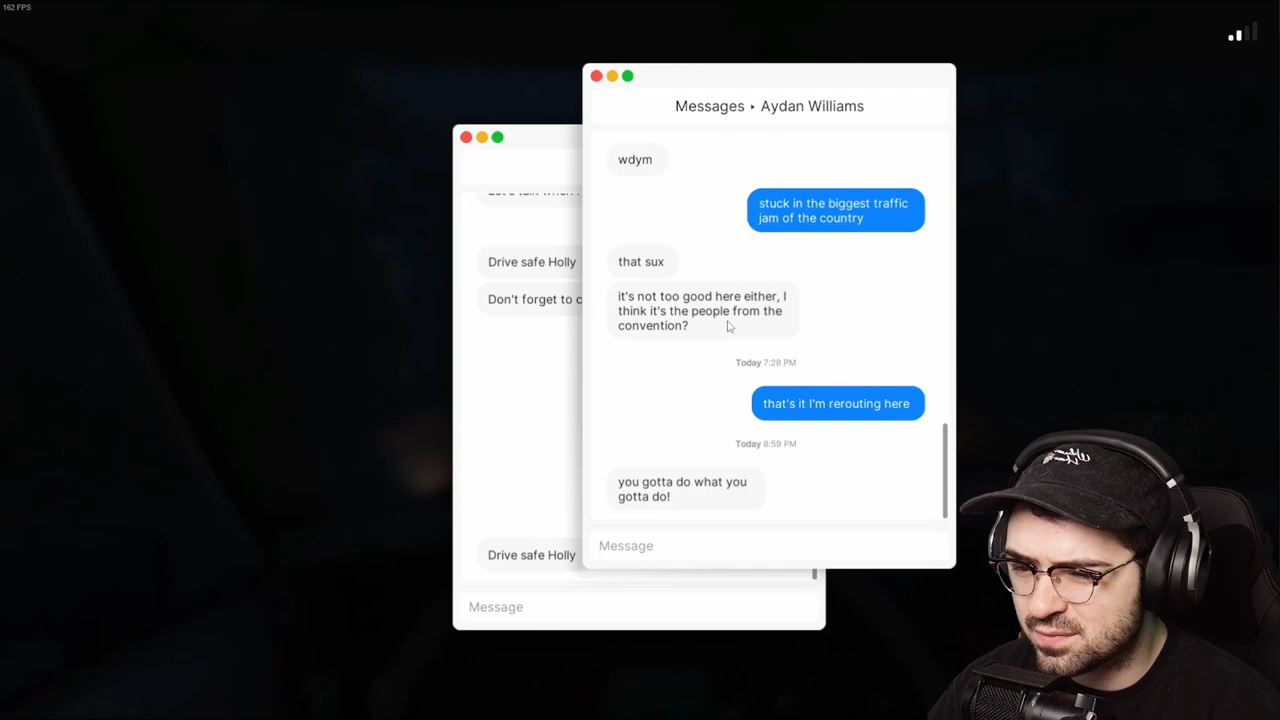 162 FPS
Messages ▸ Aydan Williams
wdym
stuck in the biggest traffic
jam of the country
that sux
it's not too good here either, I
think it's the people from the
convention?
Today 7:28 PM
that's it I'm rerouting here
Today 8:59 PM
you gotta do what you
gotta do!
Message
Drive safe Holly
Don't forget to c
Drive safe Holly
Message